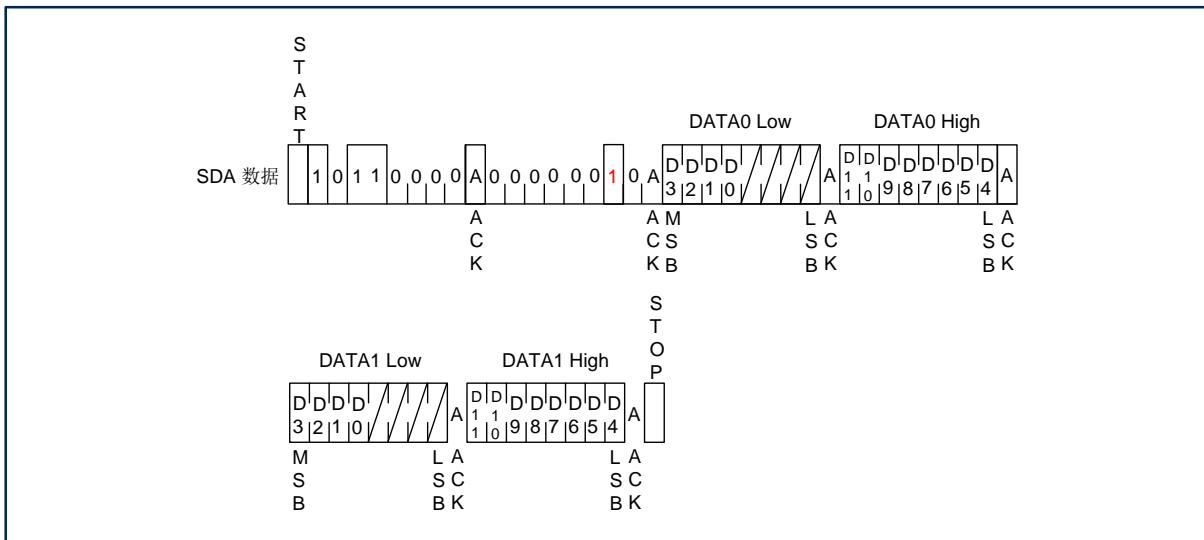 START
DATA0 Low DATA0 High
SDA 数据 1 0 1 1 0 0 0 0 A 0 0 0 0 0 0 1 0 A D3 D2 D1 D0 A D11 D10 D9 D8 D7 D6 D5 D4 A
ACK ACK MSB LSB ACK LSB ACK
STOP
DATA1 Low DATA1 High
D3 D2 D1 D0 A D11 D10 D9 D8 D7 D6 D5 D4 A
MSB LSB ACK LSB ACK